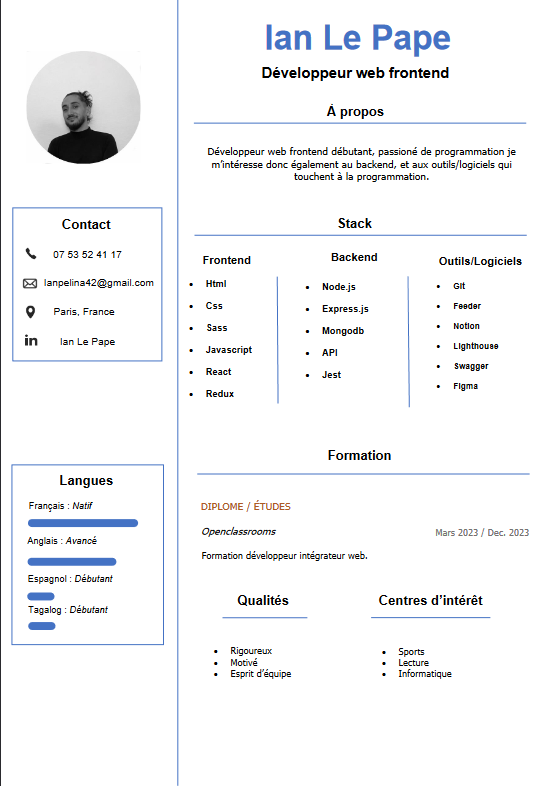 Ian Le Pape
Développeur web frontend
À propos
Développeur web frontend débutant, passioné de programmation je
m'intéresse donc également au backend, et aux outils/logiciels qui
touchent à la programmation.
Contact
07 53 52 41 17
Ianpelina42@gmail.com
Paris, France
in
Ian Le Pape
Stack
Frontend
Html
Css
Sass
Javascript
React
Redux
Backend
Node.js
Express.js
Mongodb
API
Jest
Outils/Logiciels
Git
Feeder
Notion
Lighthouse
Swagger
Figma
Langues
Français : Natif
Anglais : Avancé
Espagnol : Débutant
Tagalog : Débutant
Formation
DIPLOME / ÉTUDES
Openclassrooms
Mars 2023 / Dec. 2023
Formation développeur intégrateur web.
Qualités
Rigoureux
Motivé
Esprit d'équipe
Centres d'intérêt
Sports
Lecture
Informatique